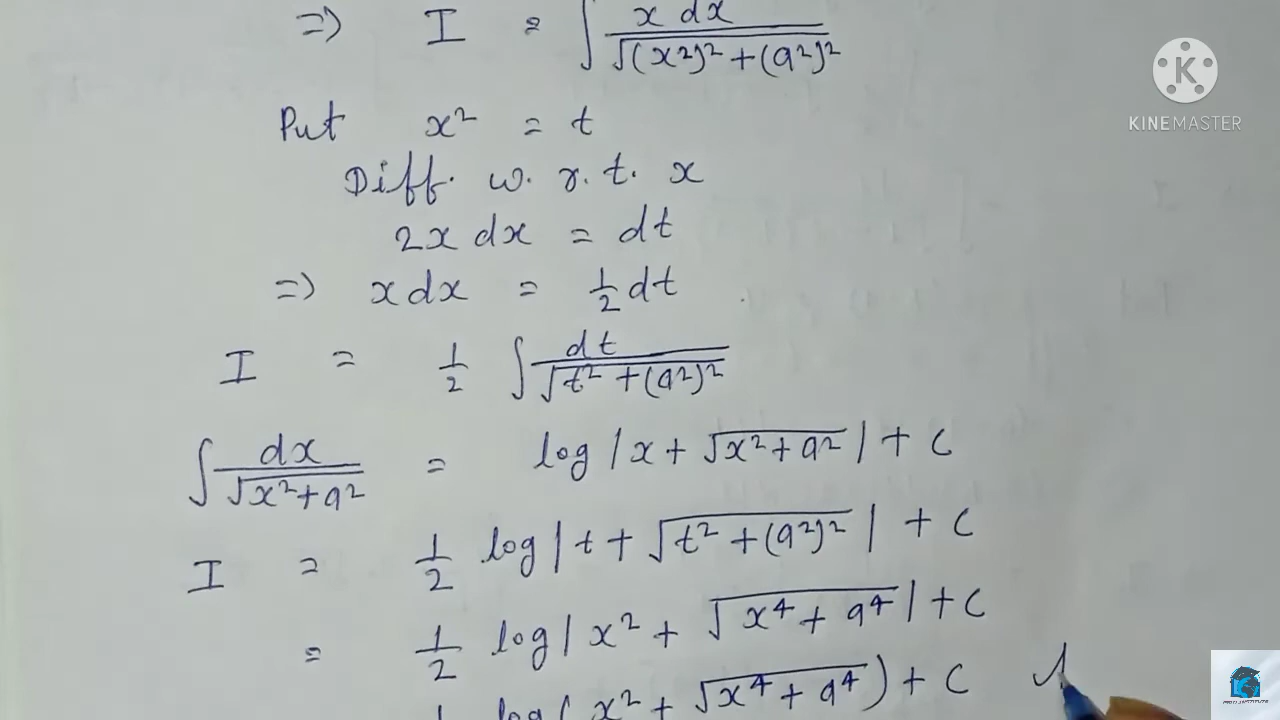 => I = ∫ x dx / √(x²)² + (a²)²
KINEMASTER
Put x² = t
Diff. w. r. t. x
2x dx = dt
=> x dx = 1/2 dt
I = 1/2 ∫ dt / √t² + (a²)²
∫ dx / √x² + a² = log |x + √x² + a²| + c
I = 1/2 log |t + √t² + (a²)²| + c
= 1/2 log |x² + √x⁴ + a⁴| + c
log (x² + √x⁴ + a⁴) + c